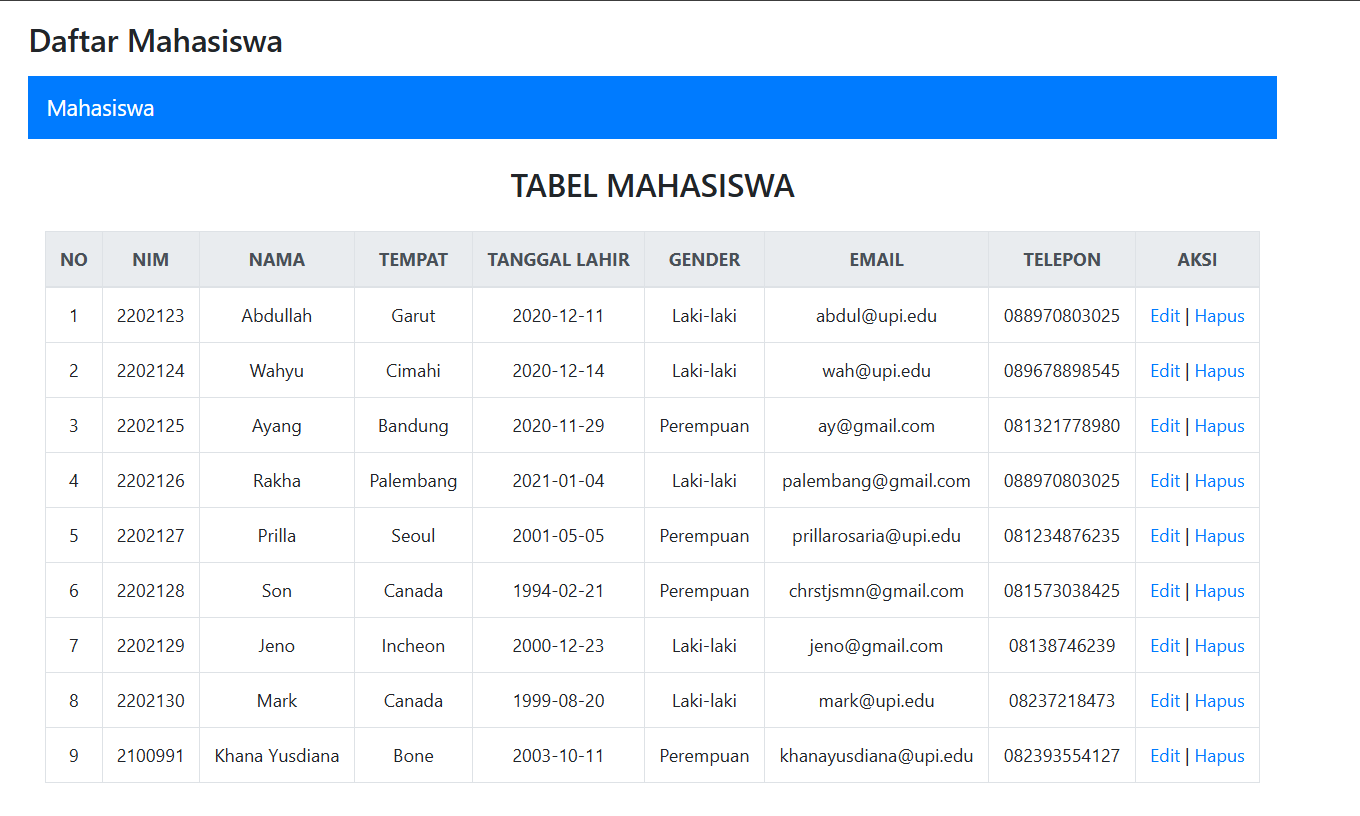 Daftar Mahasiswa
Mahasiswa
TABEL MAHASISWA
NO NIM NAMA TEMPAT TANGGAL LAHIR GENDER EMAIL TELEPON AKSI
1 2202123 Abdullah Garut 2020-12-11 Laki-laki abdul@upi.edu 088970803025 Edit | Hapus
2 2202124 Wahyu Cimahi 2020-12-14 Laki-laki wah@upi.edu 089678898545 Edit | Hapus
3 2202125 Ayang Bandung 2020-11-29 Perempuan ay@gmail.com 081321778980 Edit | Hapus
4 2202126 Rakha Palembang 2021-01-04 Laki-laki palembang@gmail.com 088970803025 Edit | Hapus
5 2202127 Prilla Seoul 2001-05-05 Perempuan prillarosaria@upi.edu 081234876235 Edit | Hapus
6 2202128 Son Canada 1994-02-21 Perempuan chrstjsmn@gmail.com 081573038425 Edit | Hapus
7 2202129 Jeno Incheon 2000-12-23 Laki-laki jeno@gmail.com 08138746239 Edit | Hapus
8 2202130 Mark Canada 1999-08-20 Laki-laki mark@upi.edu 08237218473 Edit | Hapus
9 2100991 Khana Yusdiana Bone 2003-10-11 Perempuan khanayusdiana@upi.edu 082393554127 Edit | Hapus